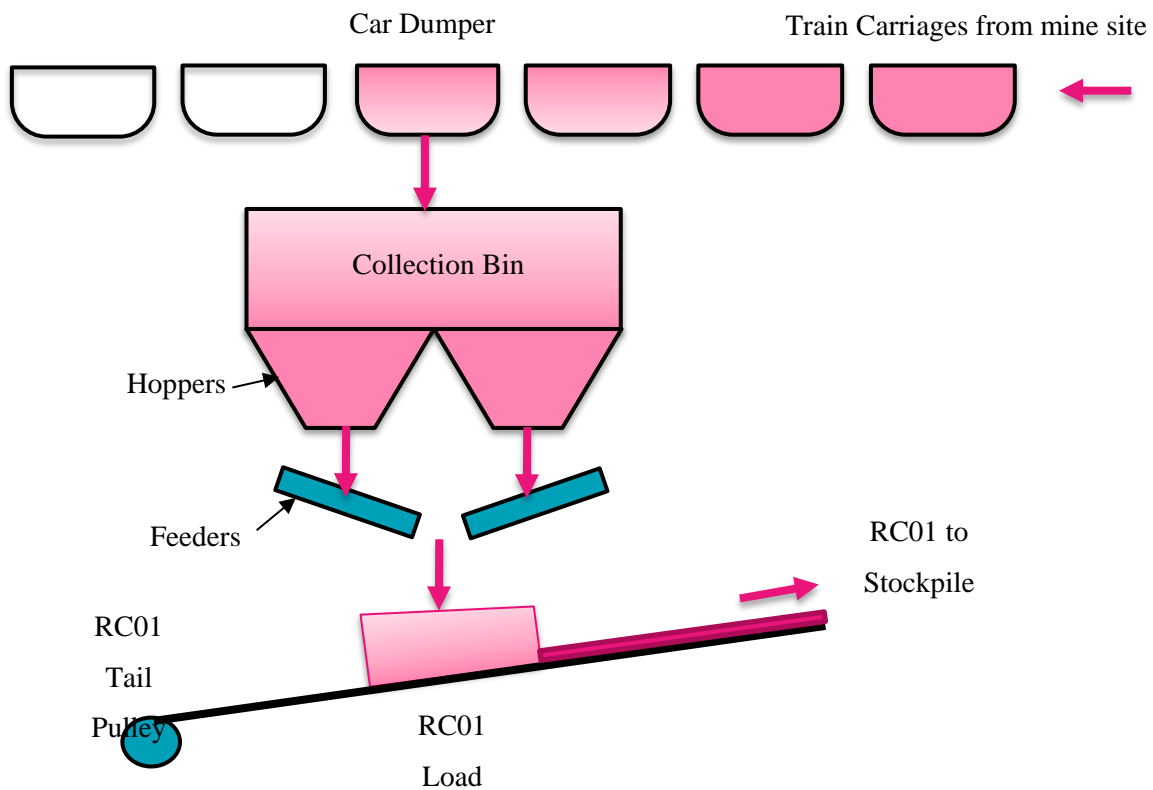 Car Dumper
Train Carriages from mine site
Collection Bin
Hoppers
Feeders
RC01 to
Stockpile
RC01
Tail
Pulley
RC01
Load